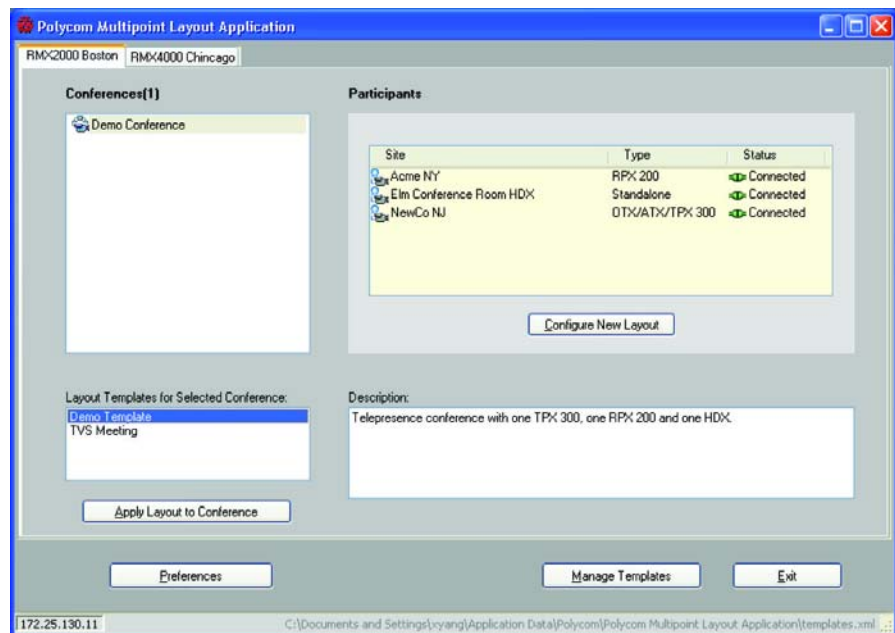 Polycom Multipoint Layout Application
RMX2000 Boston RMX4000 Chincago
Conferences(1)
Demo Conference
Participants
Site Type Status
Acme NY RPX 200 Connected
Elm Conference Room HDX Standalone Connected
NewCo NJ OTX/ATX/TPX 300 Connected
Configure New Layout
Layout Templates for Selected Conference:
Demo Template
TVS Meeting
Description:
Telepresence conference with one TPX 300, one RPX 200 and one HDX.
Apply Layout to Conference
Preferences
Manage Templates
Exit
172.25.130.11
C:\Documents and Settings\xyang\Application Data\Polycom\Polycom Multipoint Layout Application\templates.xml